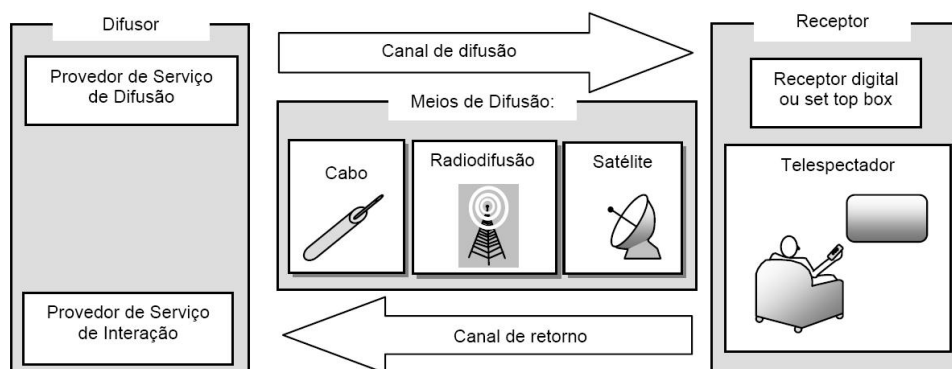 Difusor
Provedor de Serviço
de Difusão
Provedor de Serviço
de Interação
Canal de difusão
Meios de Difusão:
Cabo
Radiodifusão
Satélite
Canal de retorno
Receptor
Receptor digital
ou set top box
Telespectador